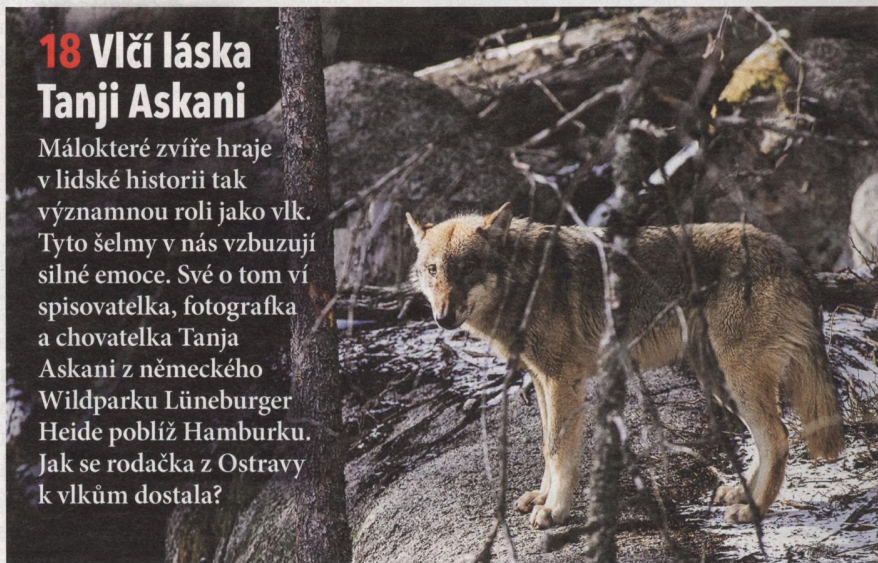 18 Vlčí láska
Tanji Askani
Málokteré zvíře hraje
v lidské historii tak
významnou roli jako vlk.
Tyto šelmy v nás vzbuzují
silné emoce. Své o tom ví
spisovatelka, fotografka
a chovatelka Tanja
Askani z německého
Wildparku Lüneburger
Heide poblíž Hamburku.
Jak se rodačka z Ostravy
k vlkům dostala?